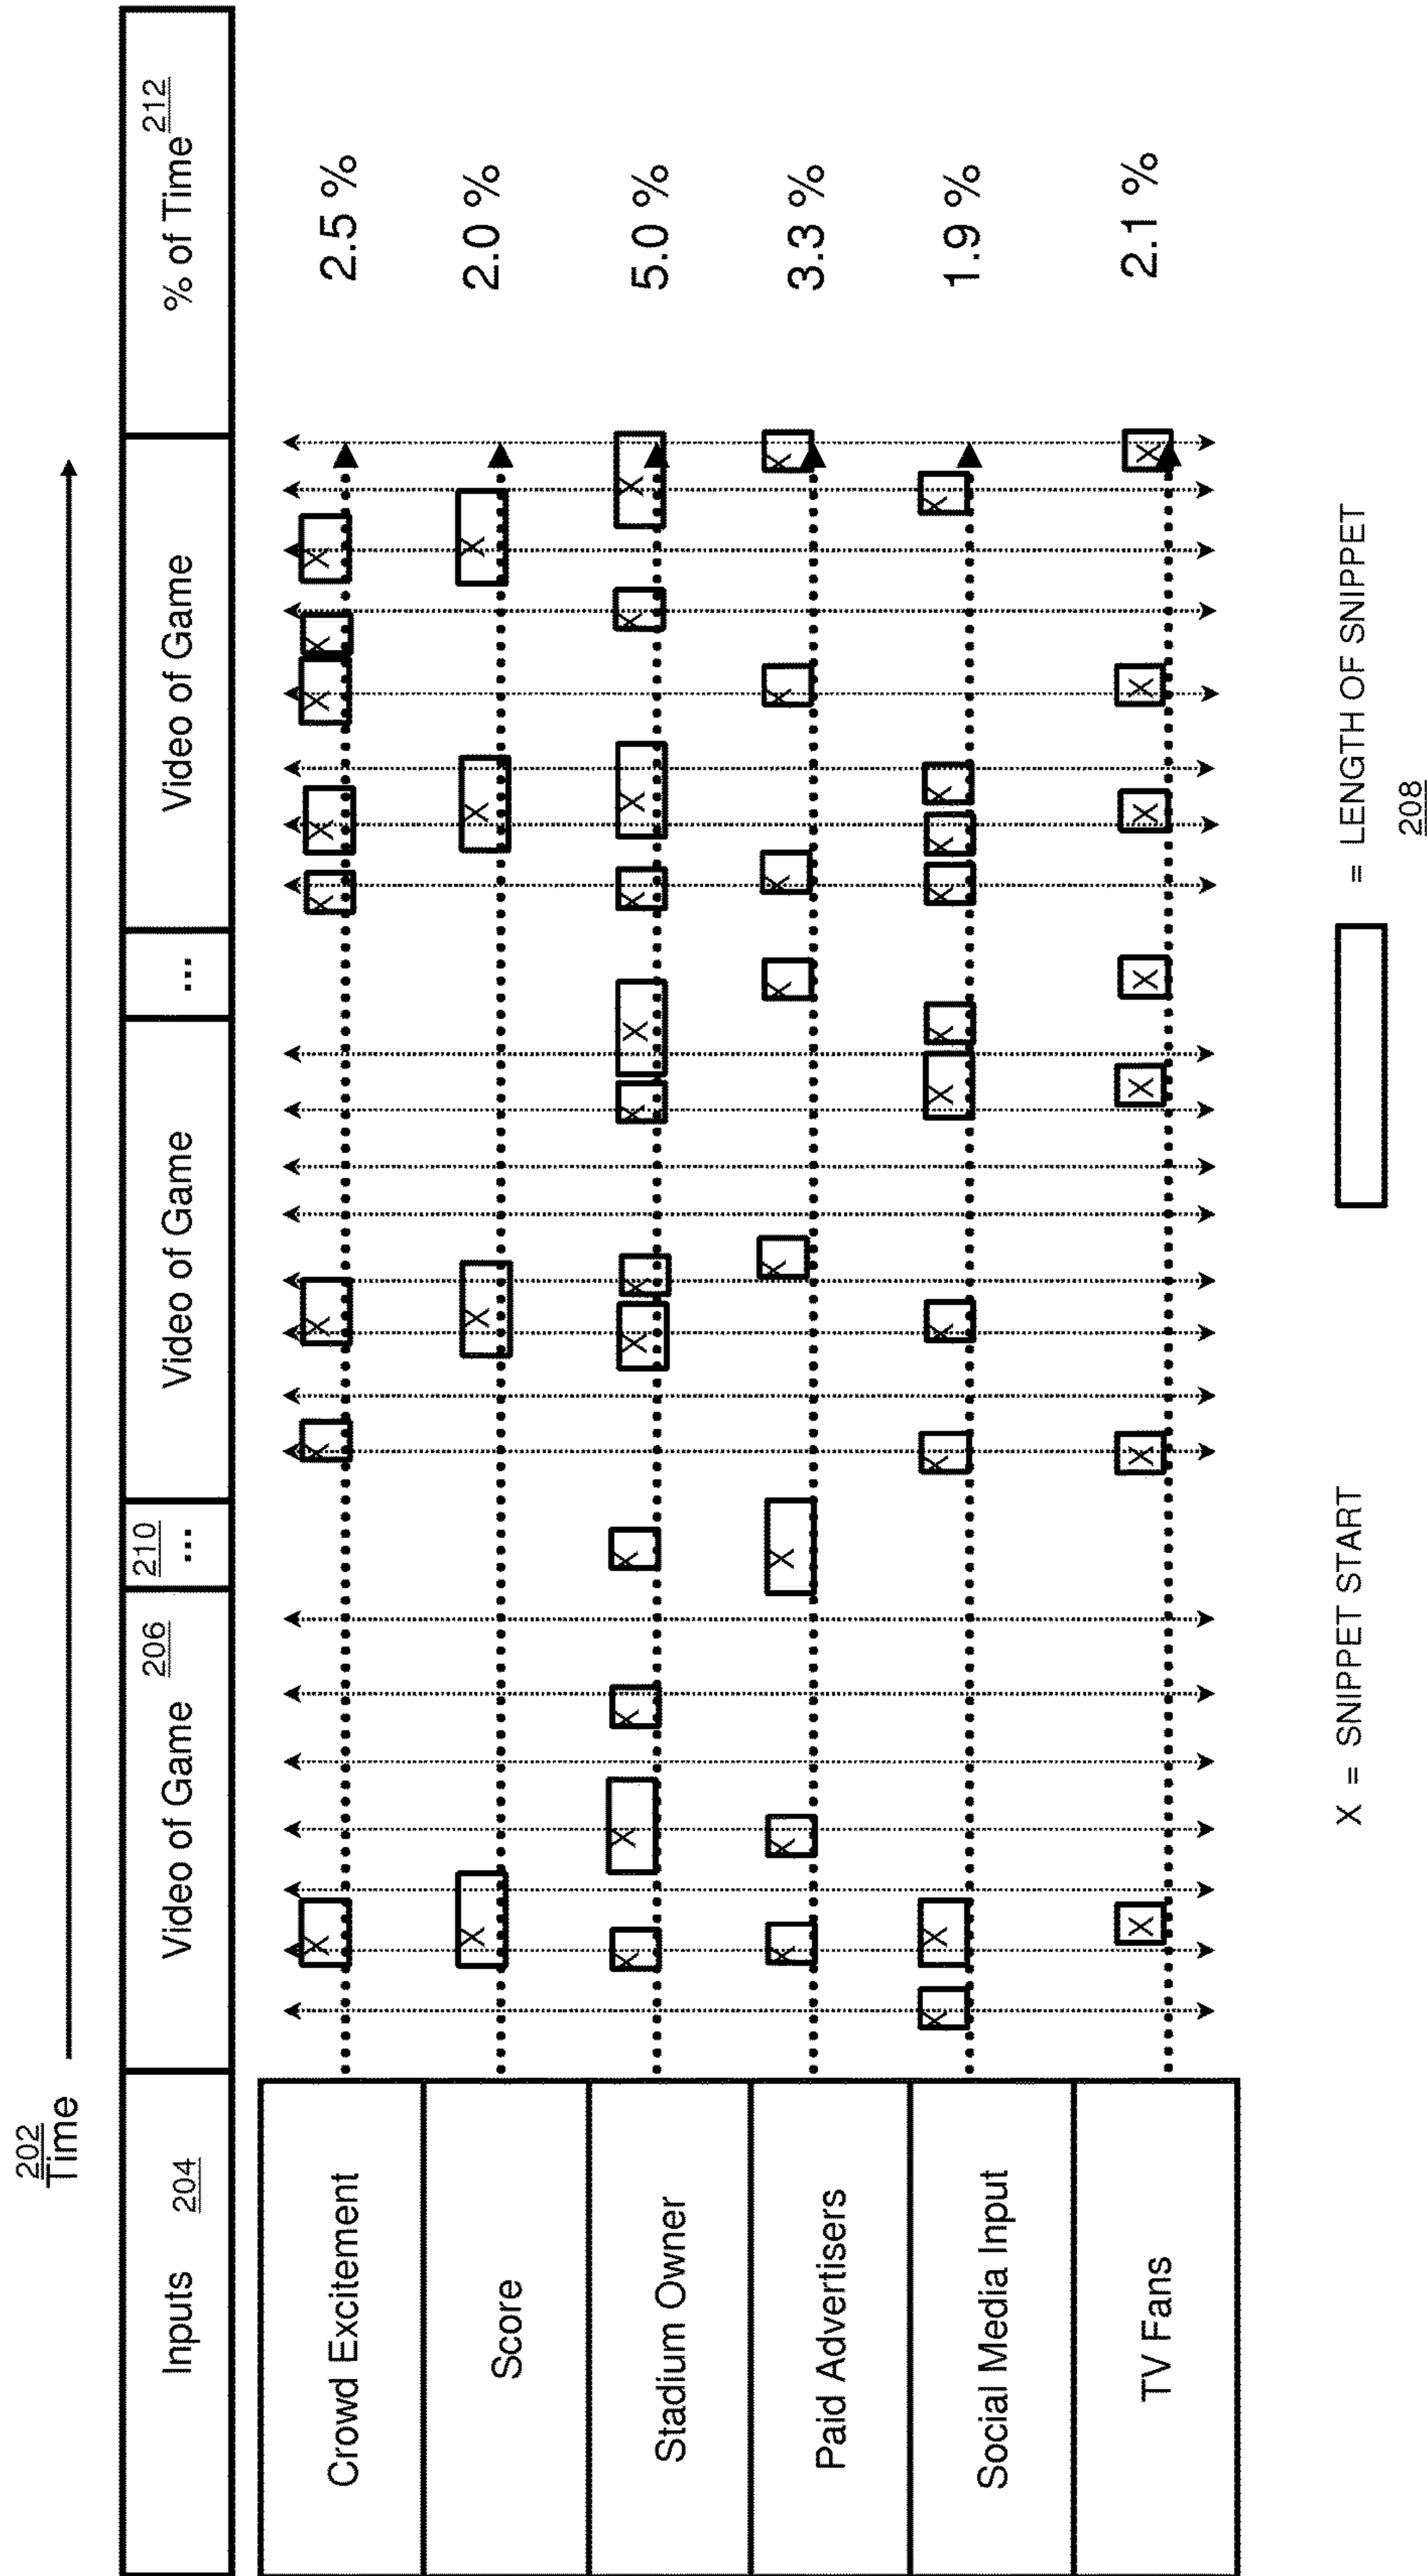 202
Time
Inputs 204
Video of Game 206
210
...
Video of Game
...
Video of Game
% of Time 212
Crowd Excitement
X X X X X X X
2.5 %
Score
X X X X
2.0 %
Stadium Owner
X X X X X X X X X X X X
5.0 %
Paid Advertisers
X X X X X X X X
3.3 %
Social Media Input
X X X X X X X X X X
1.9 %
TV Fans
X X X X X X X
2.1 %
X = SNIPPET START
= LENGTH OF SNIPPET
208